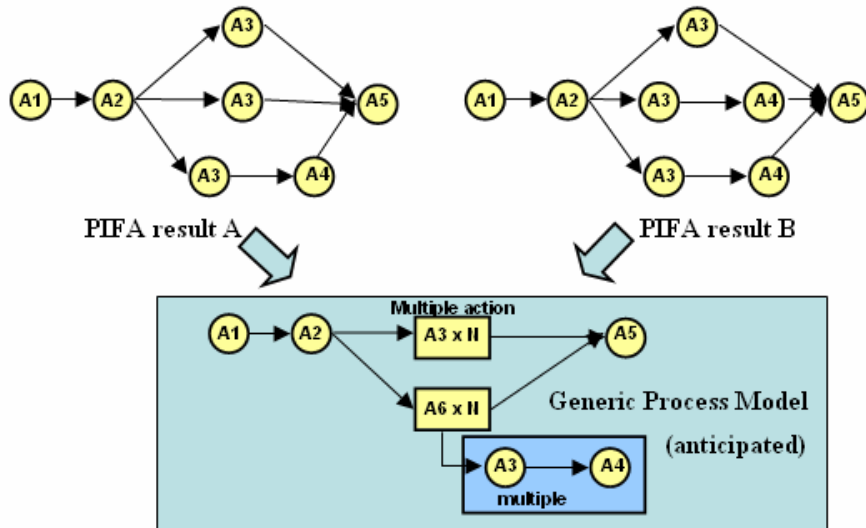 A3
A3
A1
A2
A3
A5
A1
A2
A3
A4
A5
A3
A4
A3
A4
PIFA result A
PIFA result B
Multiple action
A1
A2
A3 x N
A5
A6 x N
Generic Process Model
(anticipated)
A3
A4
multiple